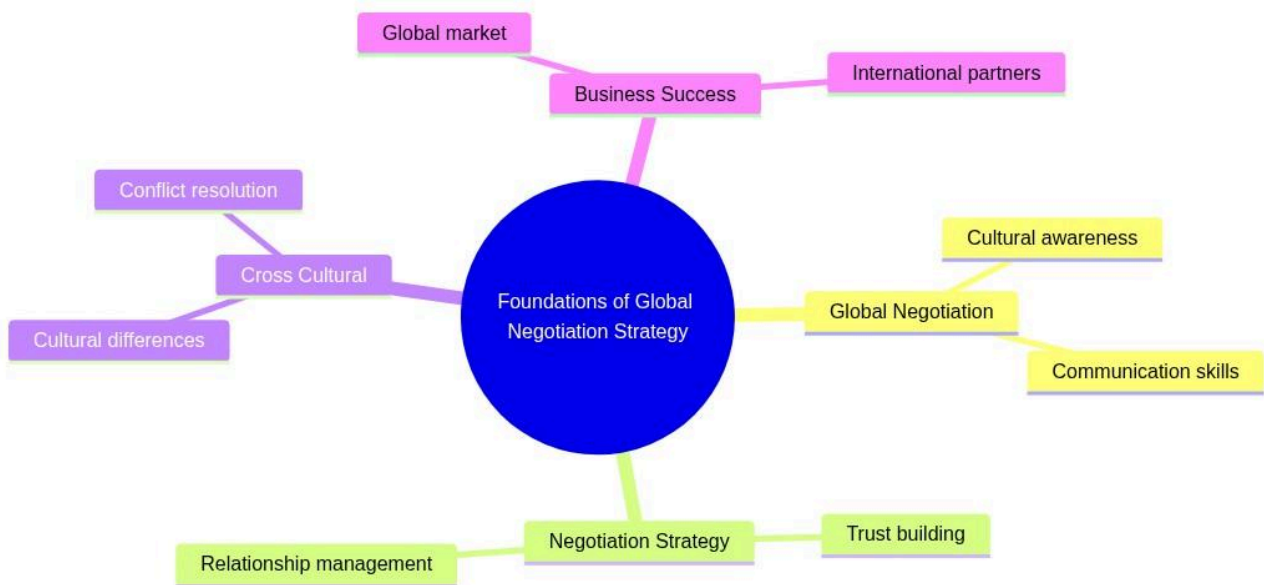 Global market
International partners
Business Success
Conflict resolution
Cultural awareness
Cross Cultural
Foundations of Global
Negotiation Strategy
Global Negotiation
Cultural differences
Communication skills
Trust building
Negotiation Strategy
Relationship management